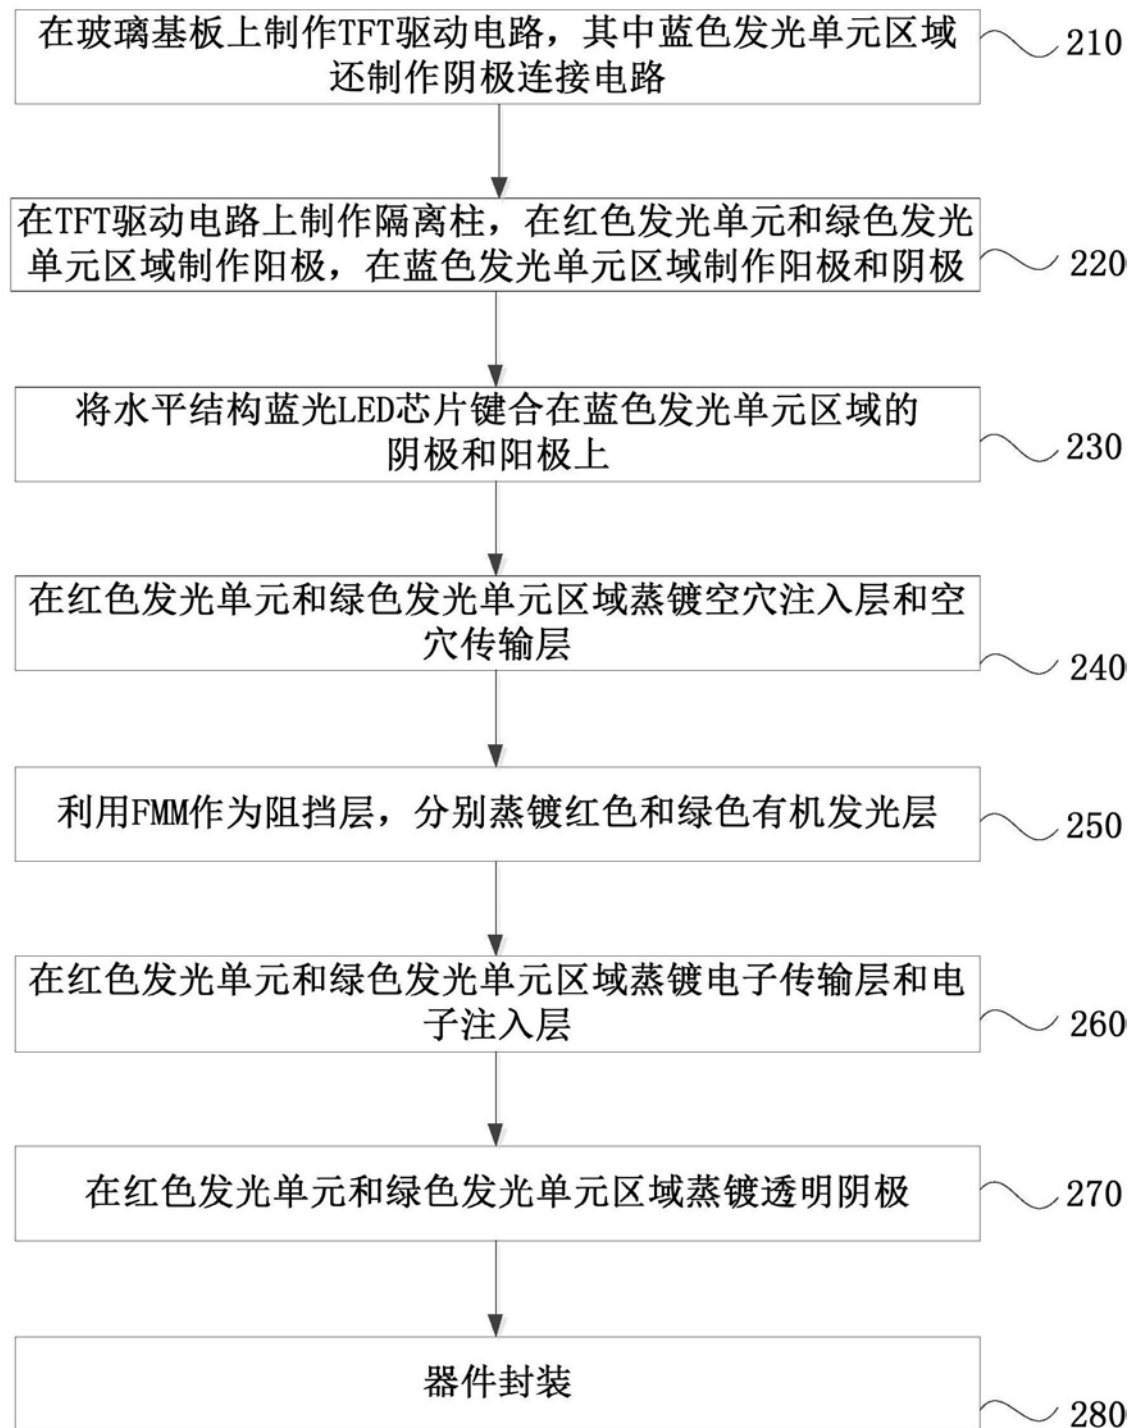 在玻璃基板上制作TFT驱动电路，其中蓝色发光单元区域
还制作阴极连接电路
210
在TFT驱动电路上制作隔离柱，在红色发光单元和绿色发光
单元区域制作阳极，在蓝色发光单元区域制作阳极和阴极
220
将水平结构蓝光LED芯片键合在蓝色发光单元区域的
阴极和阳极上
230
在红色发光单元和绿色发光单元区域蒸镀空穴注入层和空
穴传输层
240
利用FMM作为阻挡层，分别蒸镀红色和绿色有机发光层
250
在红色发光单元和绿色发光单元区域蒸镀电子传输层和电
子注入层
260
在红色发光单元和绿色发光单元区域蒸镀透明阴极
270
器件封装
280